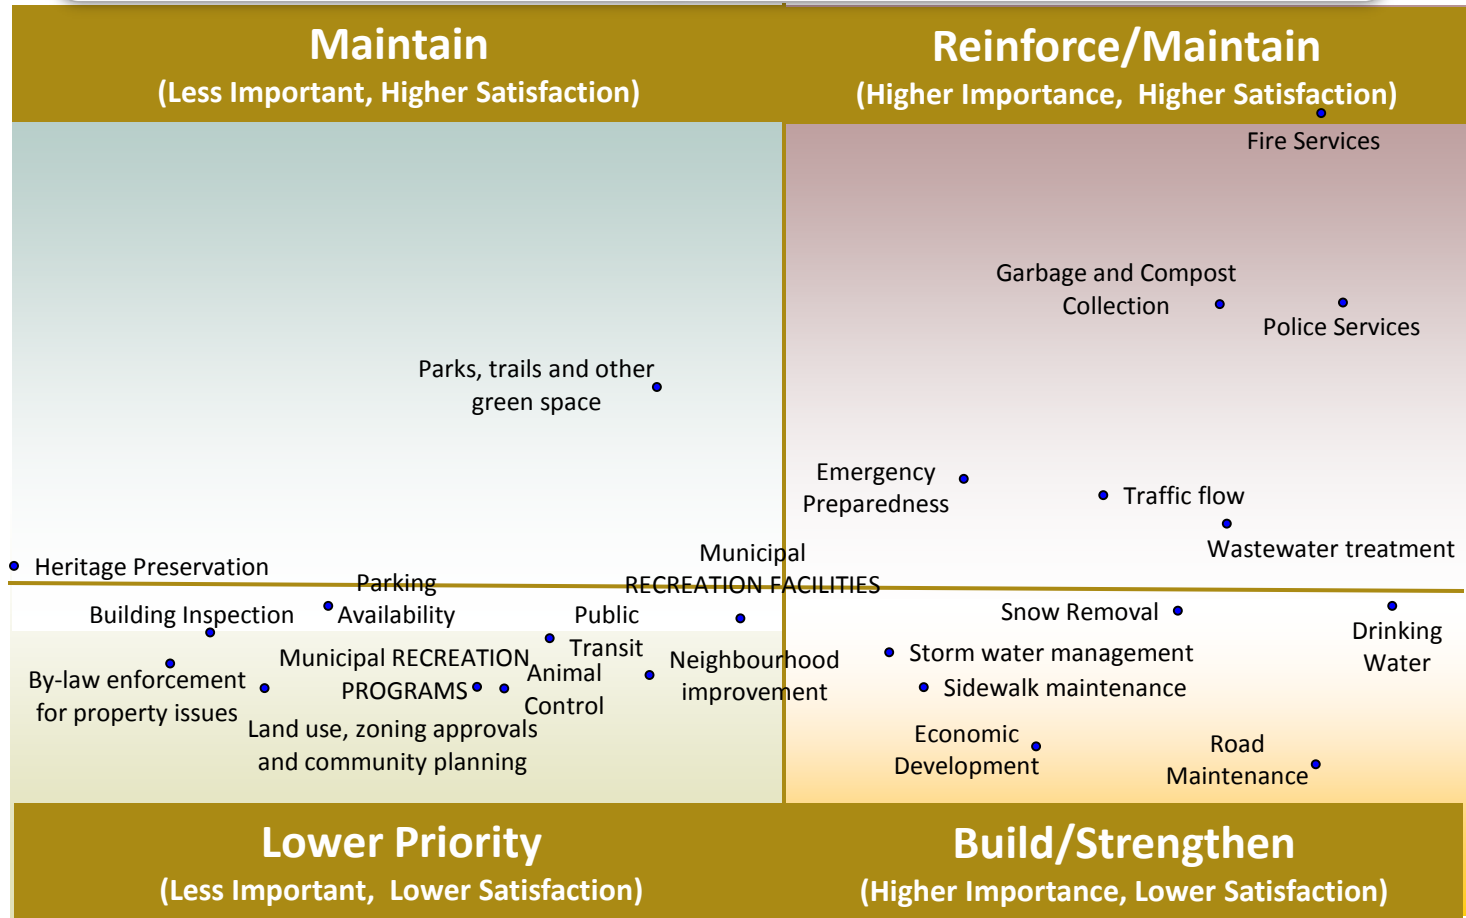 Maintain
(Less Important, Higher Satisfaction)
Reinforce/Maintain
(Higher Importance, Higher Satisfaction)
Fire Services
Garbage and Compost
Collection
Police Services
Parks, trails and other
green space
Emergency
Preparedness
Traffic flow
Wastewater treatment
Municipal
RECREATION FACILITIES
Heritage Preservation
Parking
Availability
Building Inspection
Public
Transit
Snow Removal
Drinking
Water
Municipal RECREATION
PROGRAMS
Animal
Control
Neighbourhood
improvement
Storm water management
Sidewalk maintenance
By-law enforcement
for property issues
Land use, zoning approvals
and community planning
Economic
Development
Road
Maintenance
Lower Priority
(Less Important, Lower Satisfaction)
Build/Strengthen
(Higher Importance, Lower Satisfaction)